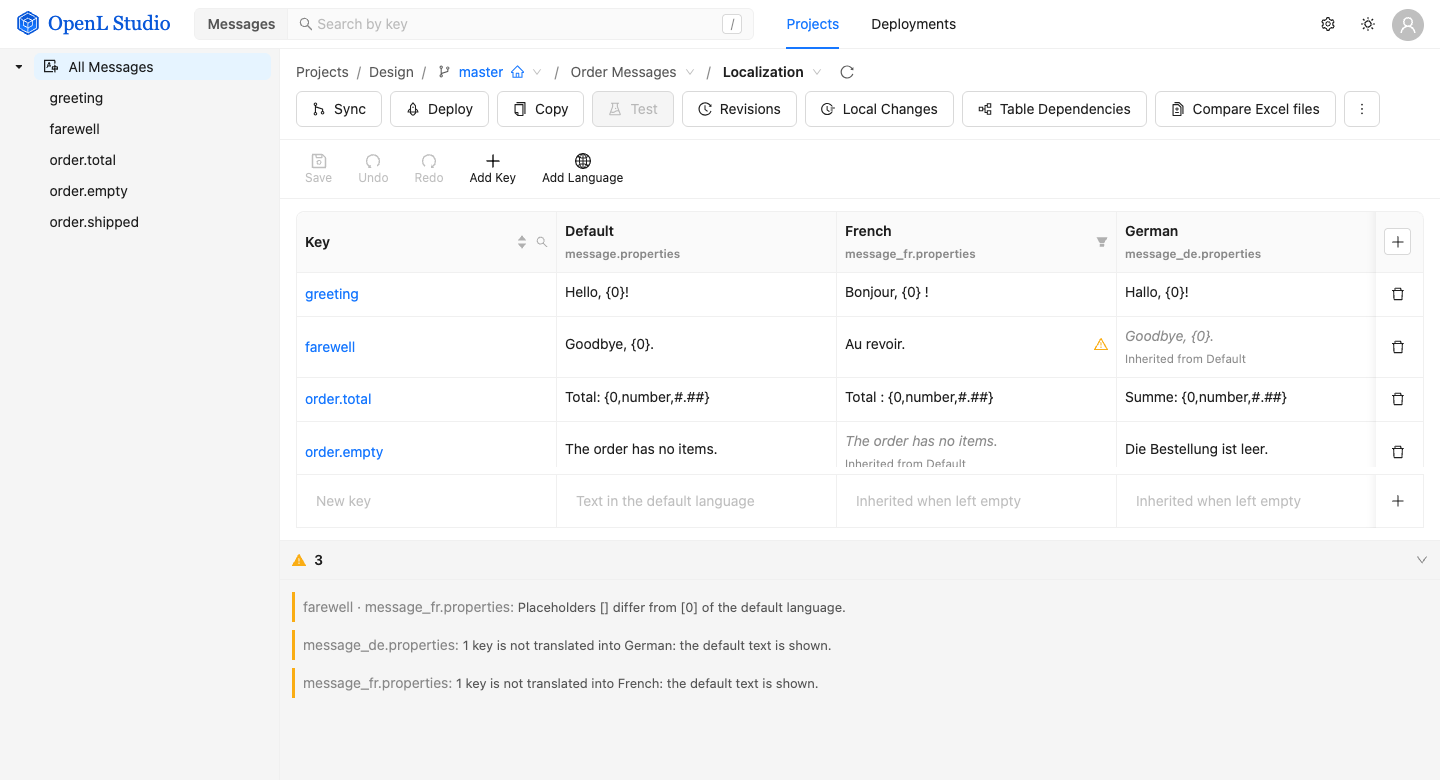 OpenL Studio
Messages
Search by key
/
Projects
Deployments
All Messages
greeting
farewell
order.total
order.empty
order.shipped
Projects / Design / master / Order Messages / Localization
Sync
Deploy
Copy
Test
Revisions
Local Changes
Table Dependencies
Compare Excel files
Save
Undo
Redo
Add Key
Add Language
Key
Default
message.properties
French
message_fr.properties
German
message_de.properties
greeting
Hello, {0}!
Bonjour, {0} !
Hallo, {0}!
farewell
Goodbye, {0}.
Au revoir.
Goodbye, {0}.
Inherited from Default
order.total
Total: {0,number,#.##}
Total : {0,number,#.##}
Summe: {0,number,#.##}
order.empty
The order has no items.
The order has no items.
Inherited from Default
Die Bestellung ist leer.
New key
Text in the default language
Inherited when left empty
Inherited when left empty
3
farewell · message_fr.properties: Placeholders [] differ from [0] of the default language.
message_de.properties: 1 key is not translated into German: the default text is shown.
message_fr.properties: 1 key is not translated into French: the default text is shown.